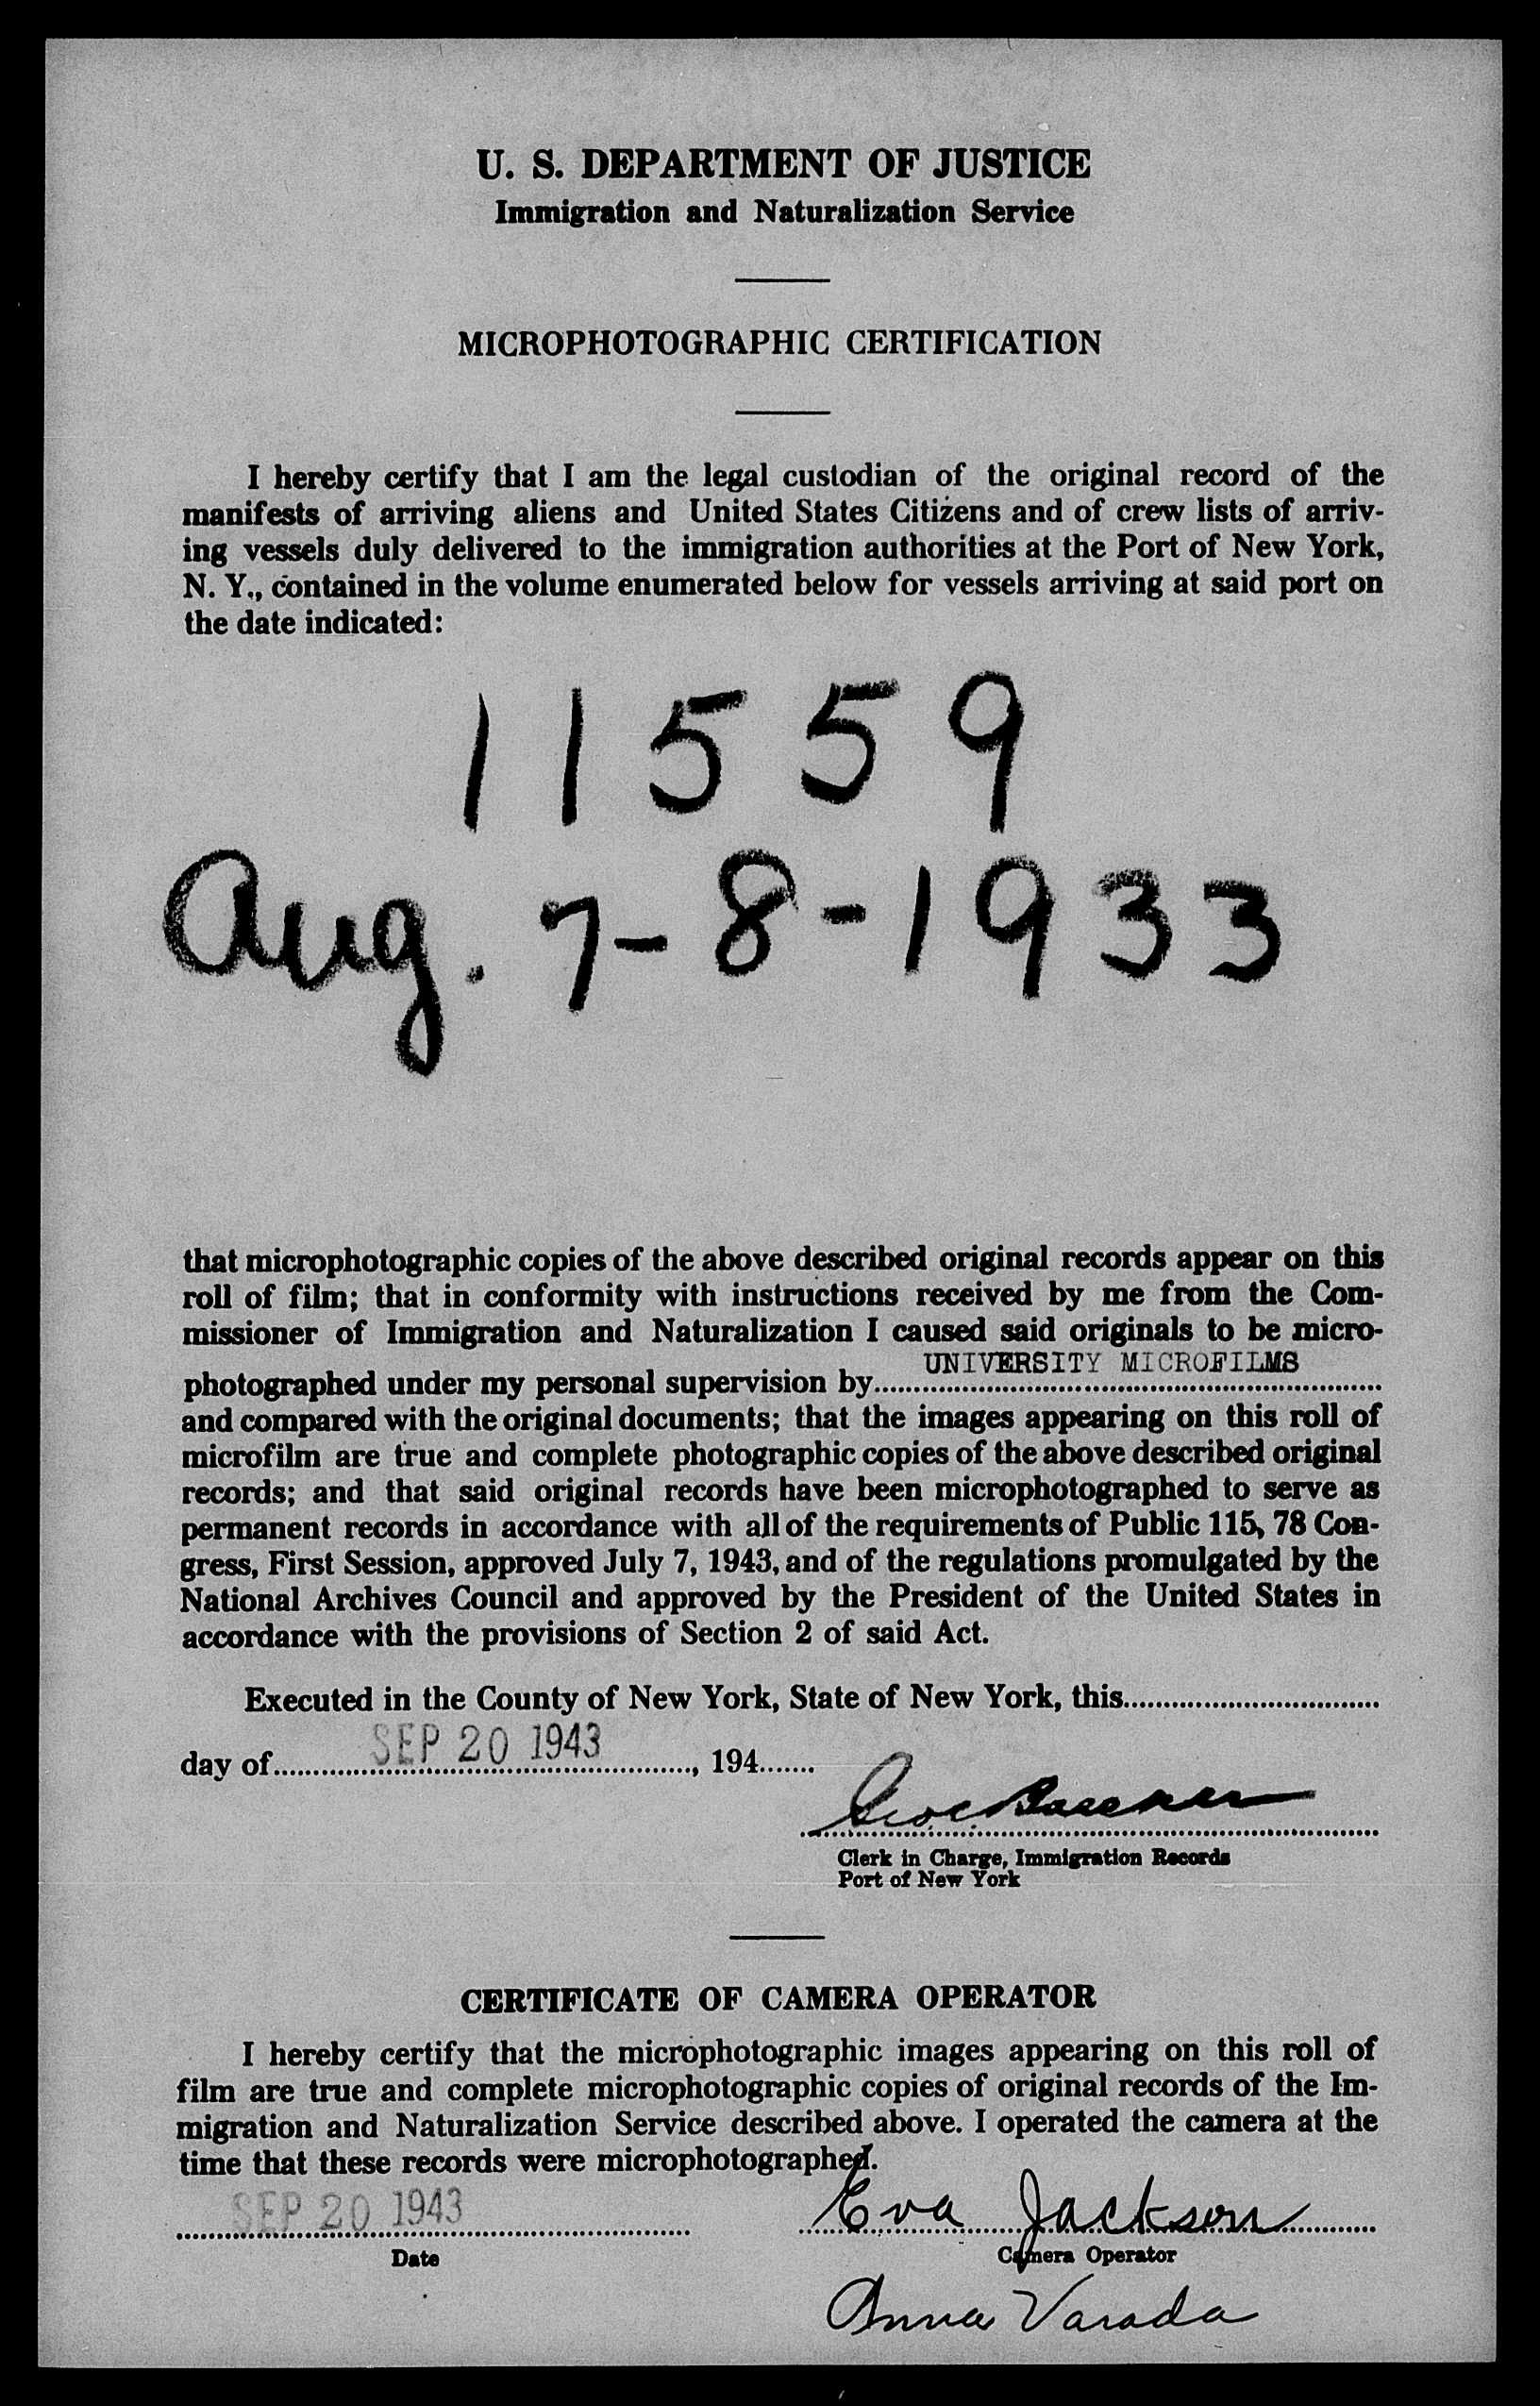 U. S. DEPARTMENT OF JUSTICE
Immigration and Naturalization Service
MICROPHOTOGRAPHIC CERTIFICATION
I hereby certify that I am the legal custodian of the original record of the
manifests of arriving aliens and United States Citizens and of crew lists of arriv-
ing vessels duly delivered to the immigration authorities at the Port of New York,
N. Y., contained in the volume enumerated below for vessels arriving at said port on
the date indicated:
11559
Aug. 7-8-1933
that microphotographic copies of the above described original records appear on this
roll of film; that in conformity with instructions received by me from the Com-
missioner of Immigration and Naturalization I caused said originals to be micro-
UNIVERSITY MICROFILMS
photographed under my personal supervision by
and compared with the original documents; that the images appearing on this roll of
microfilm are true and complete photographic copies of the above described original
records; and that said original records have been microphotographed to serve as
permanent records in accordance with all of the requirements of Public 115, 78 Con-
gress, First Session, approved July 7, 1943, and of the regulations promulgated by the
National Archives Council and approved by the President of the United States in
accordance with the provisions of Section 2 of said Act.
Executed in the County of New York, State of New York, this
day of SEP 20 1943, 194
Clerk in Charge, Immigration Records
Port of New York
CERTIFICATE OF CAMERA OPERATOR
I hereby certify that the microphotographic images appearing on this roll of
film are true and complete microphotographic copies of original records of the Im-
migration and Naturalization Service described above. I operated the camera at the
time that these records were microphotographed.
SEP 20 1943 Eva Jackson
Date Camera Operator
Anna Varada